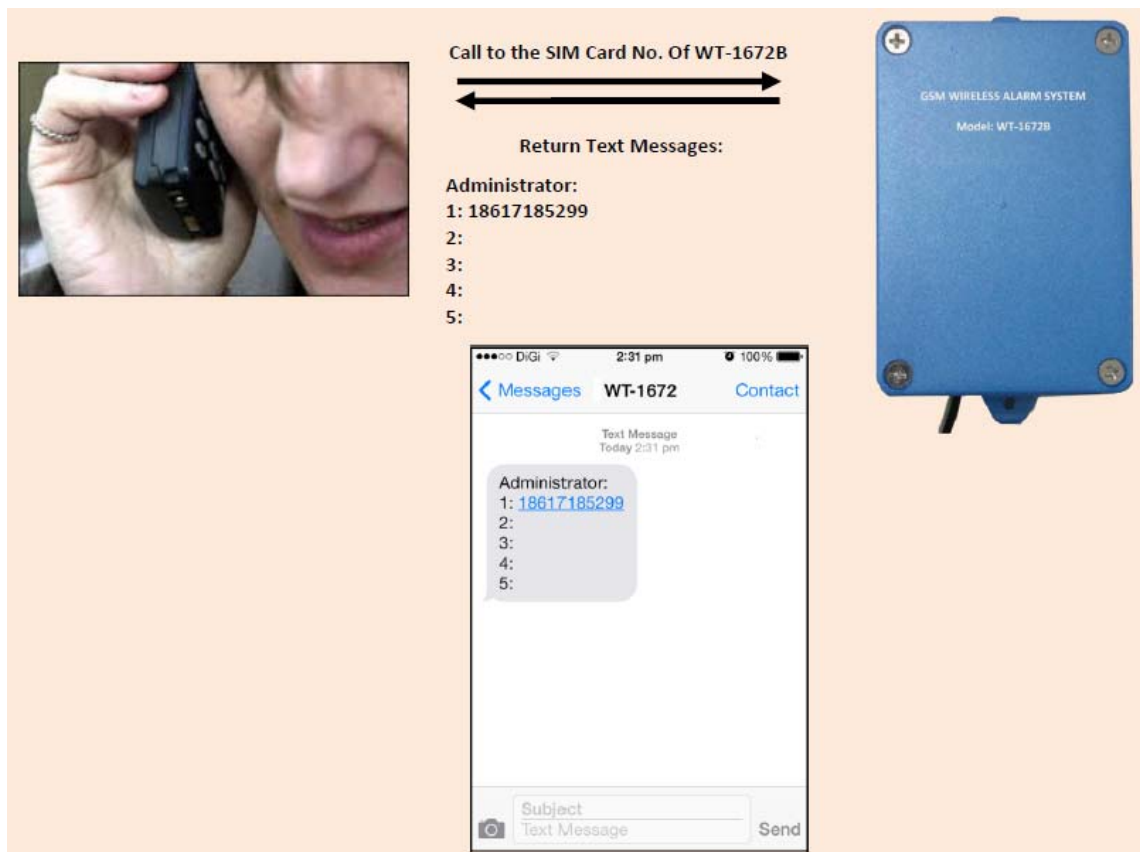 Call to the SIM Card No. Of WT-1672B
GSM WIRELESS ALARM SYSTEM
Model: WT-1672B
Return Text Messages:
Administrator:
1: 18617185299
2:
3:
4:
5:
●●●○○ DiGi 2:31 pm 100%
Messages WT-1672 Contact
Text Message
Today 2:31 pm
Administrator:
1: 18617185299
2:
3:
4:
5:
Subject
Text Message Send